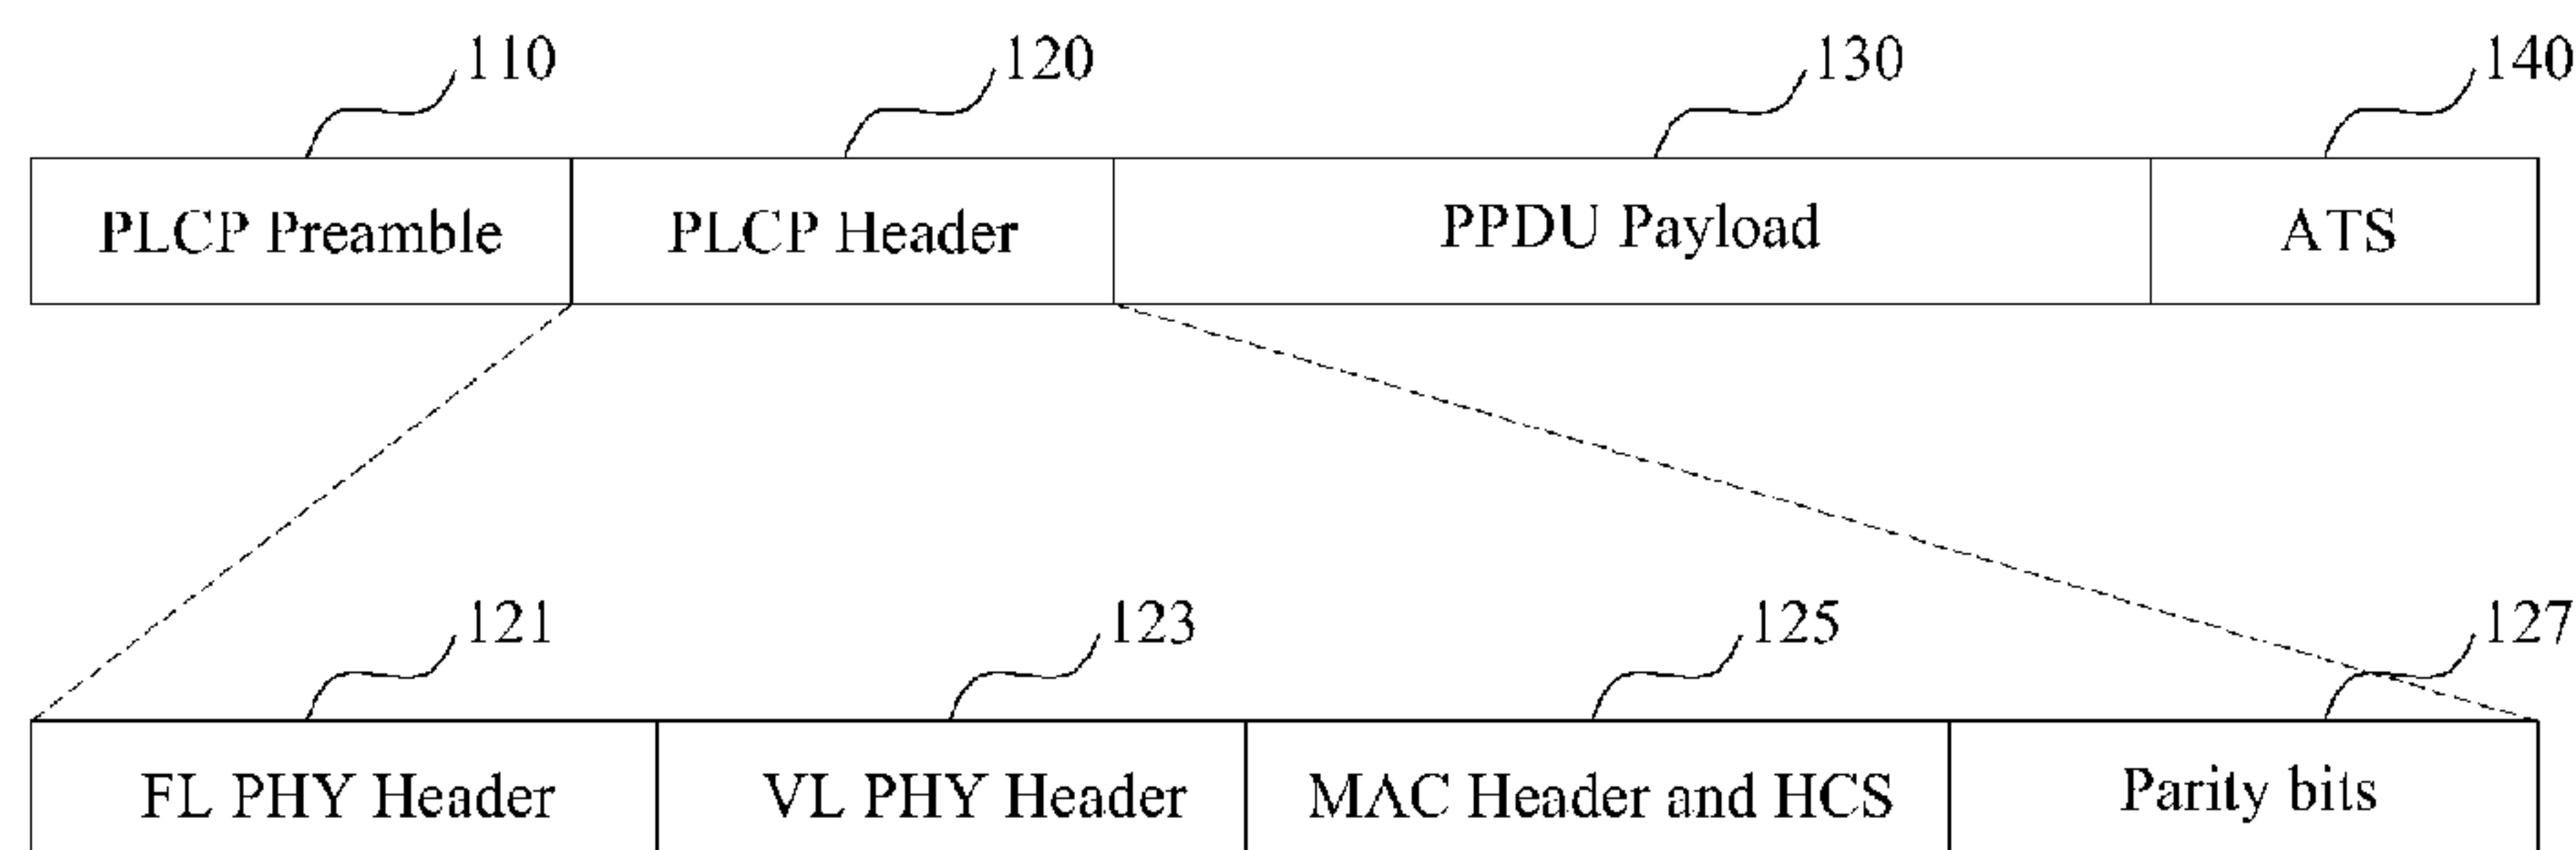 110 120 130 140
PLCP Preamble PLCP Header PPDU Payload ATS
121 123 125 127
FL PHY Header VL PHY Header MAC Header and HCS Parity bits